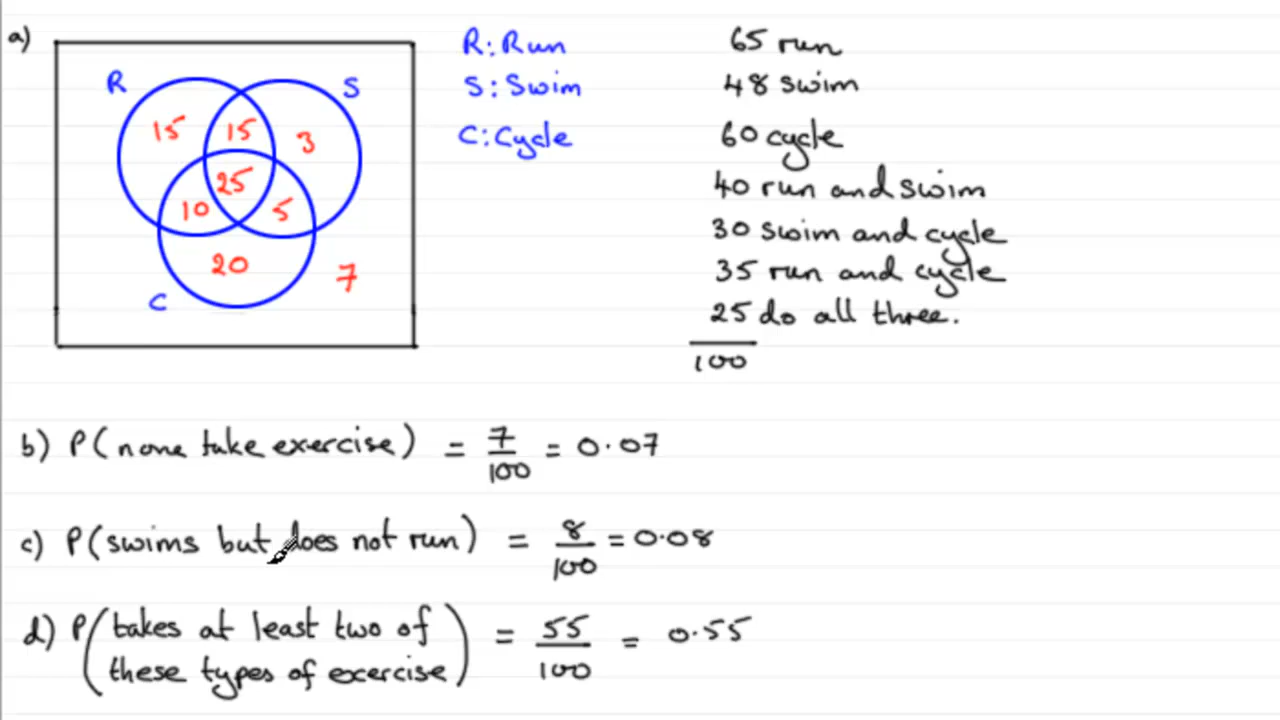 a)
R S
15 15 3
25
10 5
20 7
C
R: Run
S: Swim
C: Cycle
65 run
48 swim
60 cycle
40 run and swim
30 swim and cycle
35 run and cycle
25 do all three.
100
b) P(none take exercise) = 7/100 = 0.07
c) P(swims but does not run) = 8/100 = 0.08
d) P(takes at least two of
these types of exercise) = 55/100 = 0.55